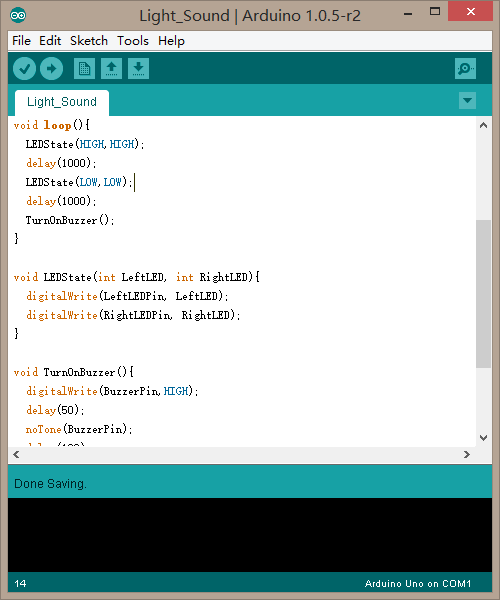 Light_Sound | Arduino 1.0.5-r2
File Edit Sketch Tools Help
Light_Sound
void loop(){
LEDState(HIGH,HIGH);
delay(1000);
LEDState(LOW,LOW);
delay(1000);
TurnOnBuzzer();
}
void LEDState(int LeftLED, int RightLED){
digitalWrite(LeftLEDPin, LeftLED);
digitalWrite(RightLEDPin, RightLED);
}
void TurnOnBuzzer(){
digitalWrite(BuzzerPin,HIGH);
delay(50);
noTone(BuzzerPin);
Done Saving.
14 Arduino Uno on COM1